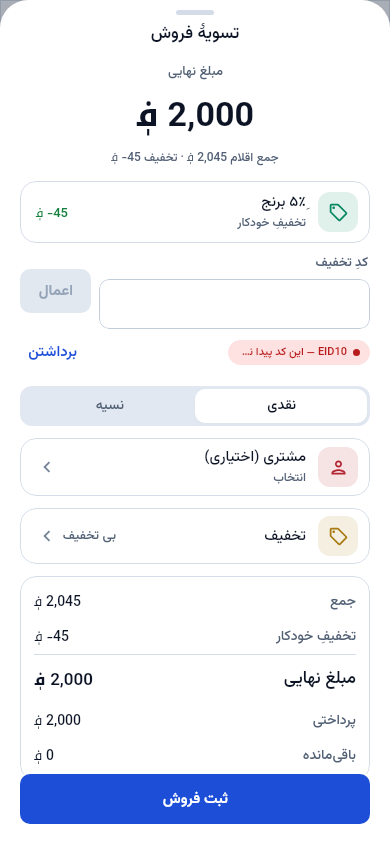 تسویهٔ فروش
مبلغ نهایی
2,000 ؋
جمع اقلام 2,045 ؋ · تخفیف 45− ؋
۵٪ برنج
تخفیفِ خودکار
45− ؋
کدِ تخفیف
اعمال
EID10 — این کد پیدا نـ…
برداشتن
نقدی
نسیه
مشتری (اختیاری)
انتخاب
تخفیف
بی تخفیف
جمع
2,045 ؋
تخفیفِ خودکار
45− ؋
مبلغ نهایی
2,000 ؋
پرداختی
2,000 ؋
باقی‌مانده
0 ؋
ثبت فروش